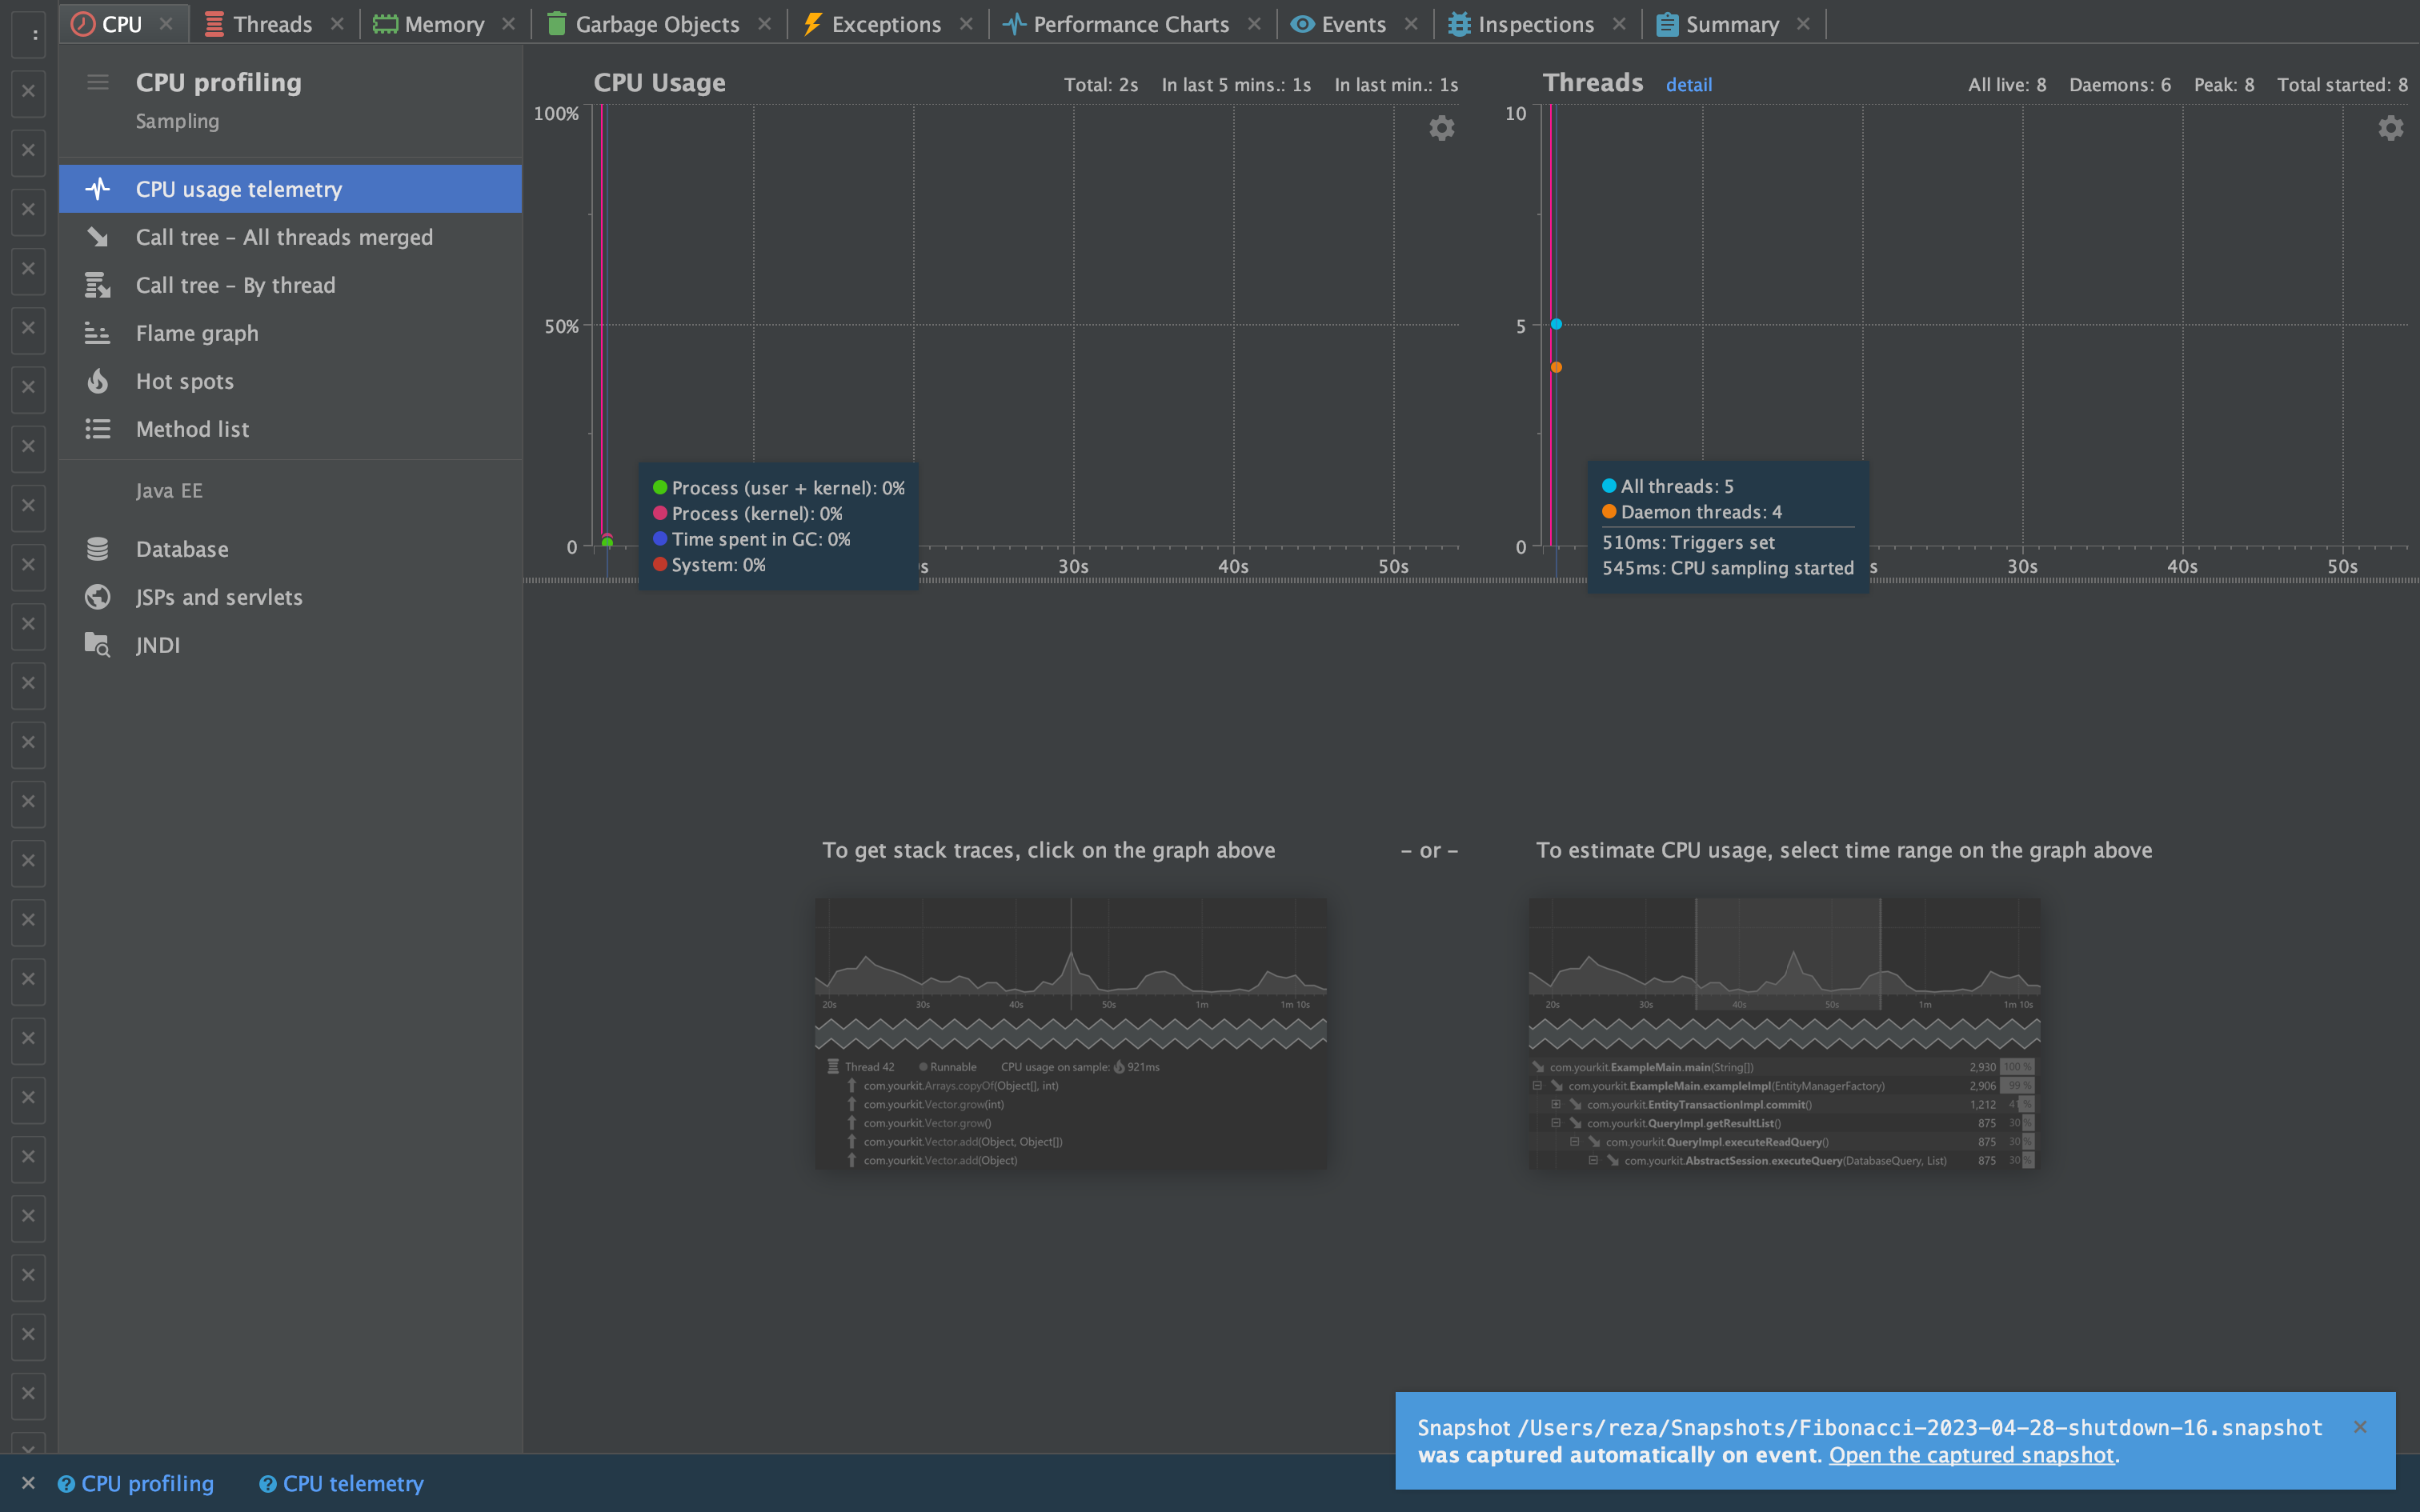 CPU
Threads
Memory
Garbage Objects
Exceptions
Performance Charts
Events
Inspections
Summary
CPU profiling
Sampling
CPU usage telemetry
Call tree – All threads merged
Call tree – By thread
Flame graph
Hot spots
Method list
Java EE
Database
JSPs and servlets
JNDI
CPU Usage
Total: 2s In last 5 mins.: 1s In last min.: 1s
100%
50%
0
Process (user + kernel): 0%
Process (kernel): 0%
Time spent in GC: 0%
System: 0%
s 30s 40s 50s
Threads detail
All live: 8 Daemons: 6 Peak: 8 Total started: 8
10
5
0
All threads: 5
Daemon threads: 4
510ms: Triggers set
545ms: CPU sampling started
s 30s 40s 50s
To get stack traces, click on the graph above
– or –
To estimate CPU usage, select time range on the graph above
20s 30s 40s 50s 1m 1m 10s
Thread 42 Runnable CPU usage on sample: 921ms
com.yourkit.Arrays.copyOf(Object[], int)
com.yourkit.Vector.grow(int)
com.yourkit.Vector.grow()
com.yourkit.Vector.add(Object, Object[])
com.yourkit.Vector.add(Object)
20s 30s 40s 50s 1m 1m 10s
com.yourkit.ExampleMain.main(String[]) 2,930 100 %
com.yourkit.ExampleMain.exampleImpl(EntityManagerFactory) 2,906 99 %
com.yourkit.EntityTransactionImpl.commit() 1,212 41 %
com.yourkit.QueryImpl.getResultList() 875 30 %
com.yourkit.QueryImpl.executeReadQuery() 875 30 %
com.yourkit.AbstractSession.executeQuery(DatabaseQuery, List) 875 30 %
Snapshot /Users/reza/Snapshots/Fibonacci-2023-04-28-shutdown-16.snapshot
was captured automatically on event. Open the captured snapshot.
CPU profiling
CPU telemetry